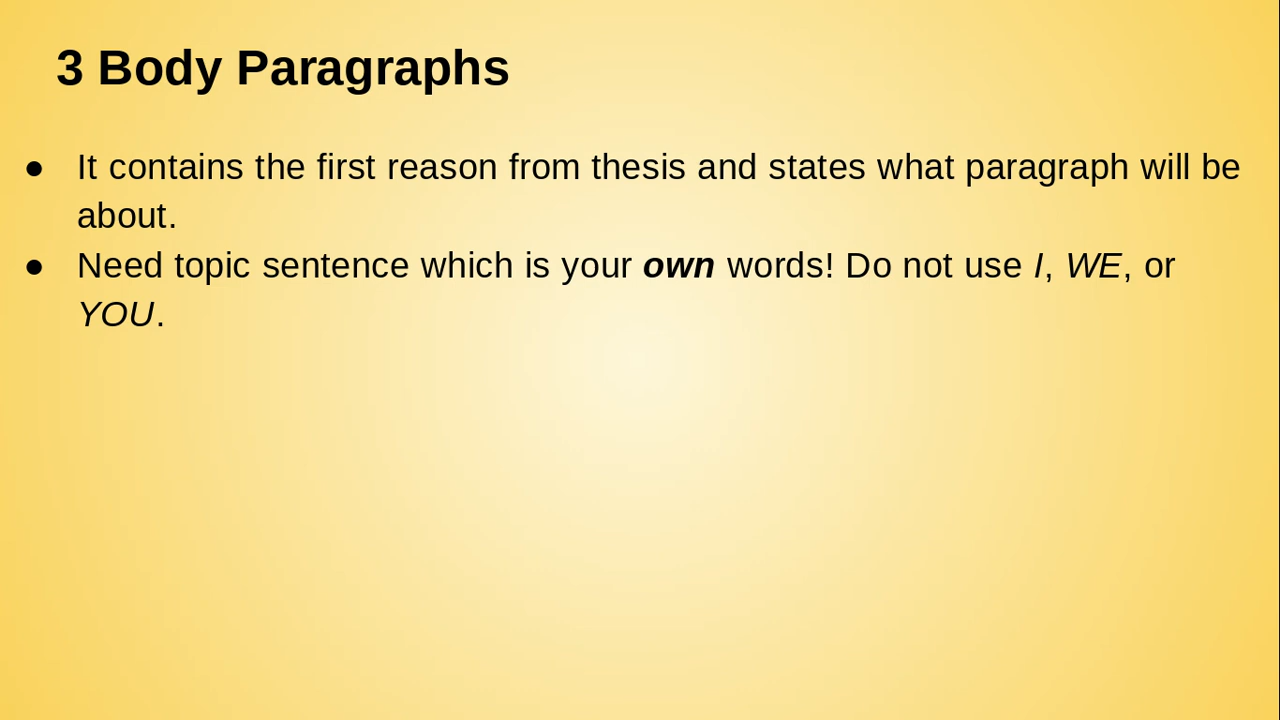 3 Body Paragraphs
● It contains the first reason from thesis and states what paragraph will be
about.
● Need topic sentence which is your own words! Do not use I, WE, or
YOU.